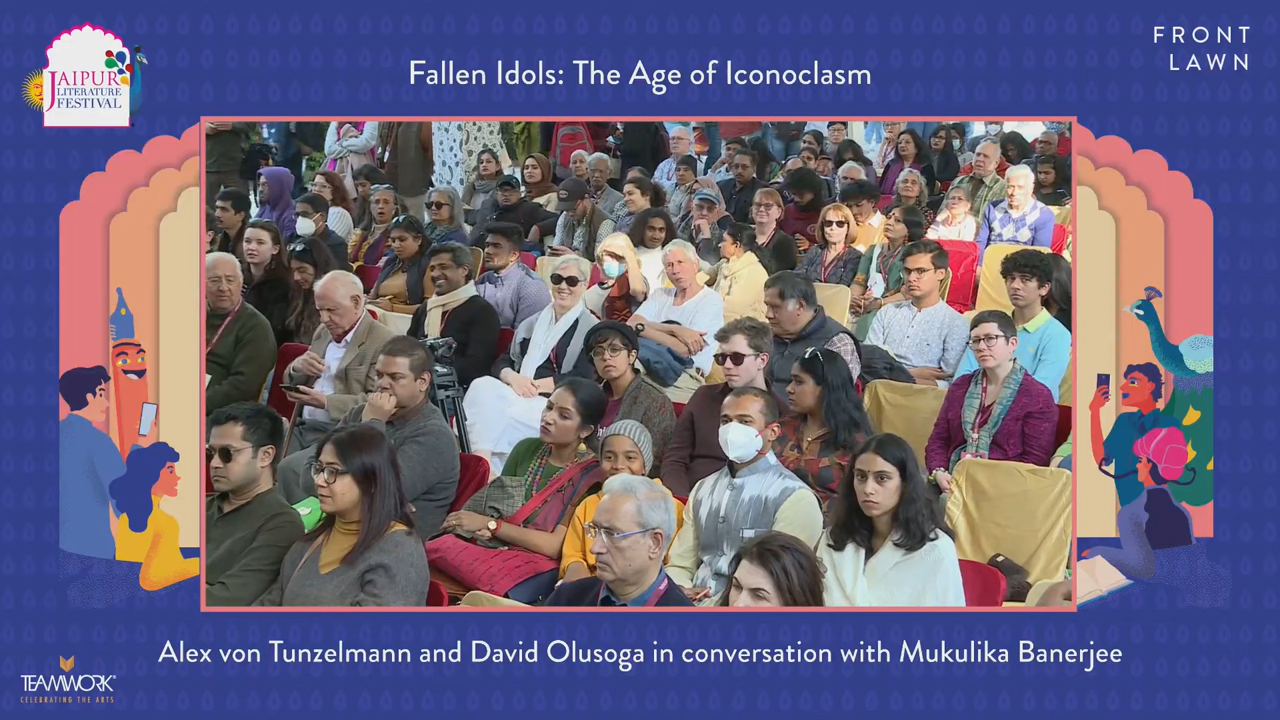 JAIPUR
LITERATURE
FESTIVAL
FRONT
LAWN
Fallen Idols: The Age of Iconoclasm
Alex von Tunzelmann and David Olusoga in conversation with Mukulika Banerjee
TEAMWORK
CELEBRATING THE ARTS